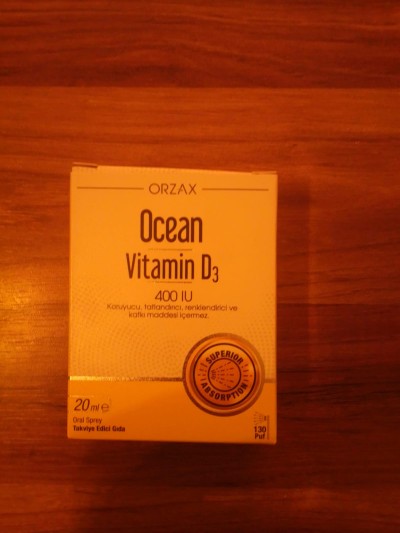 ORZAX
Ocean
Vitamin D3
400 IU
Koruyucu, tatlandırıcı, renklendirici ve
katkı maddesi içermez.
SUPERIOR
ABSORPTION
20 ml e
Oral Sprey
Takviye Edici Gıda
130
Puf